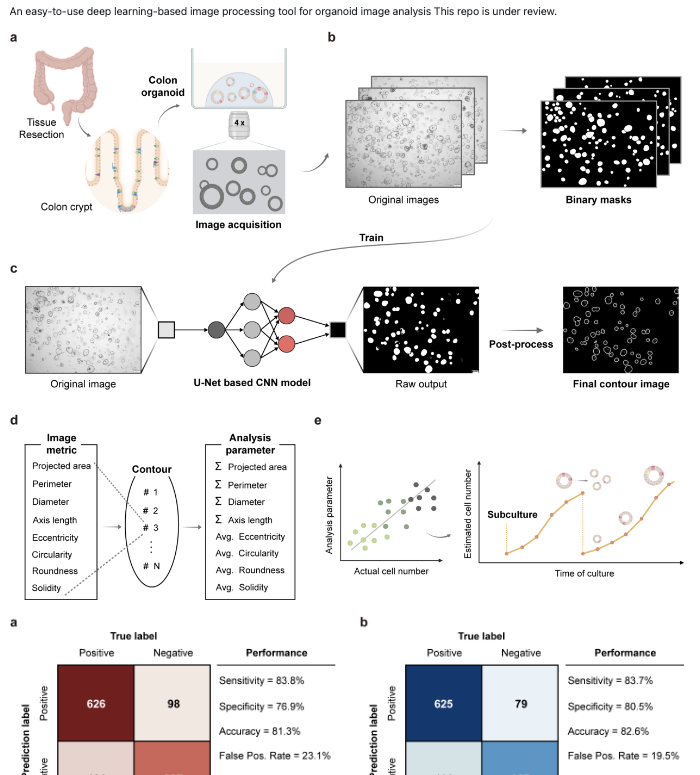 An easy-to-use deep learning-based image processing tool for organoid image analysis This repo is under review.
a
Colon
organoid
Tissue
Resection
4 x
Colon crypt
Image acquisition
b
Original images
Binary masks
Train
c
Original image
U-Net based CNN model
Raw output
Post-process
Final contour image
d
Image
metric
Projected area
Perimeter
Diameter
Axis length
Eccentricity
Circularity
Roundness
Solidity
Contour
# 1
# 2
# 3
⋮
# N
Analysis
parameter
Σ Projected area
Σ Perimeter
Σ Diameter
Σ Axis length
Avg. Eccentricity
Avg. Circularity
Avg. Roundness
Avg. Solidity
e
Analysis parameter
Actual cell number
Estimated cell number
Subculture
Time of culture
a
True label
Positive Negative
Performance
Prediction label
Positive
626 98
Sensitivity = 83.8%
Specificity = 76.9%
Accuracy = 81.3%
False Pos. Rate = 23.1%
b
True label
Positive Negative
Performance
Prediction label
Positive
625 79
Sensitivity = 83.7%
Specificity = 80.5%
Accuracy = 82.6%
False Pos. Rate = 19.5%